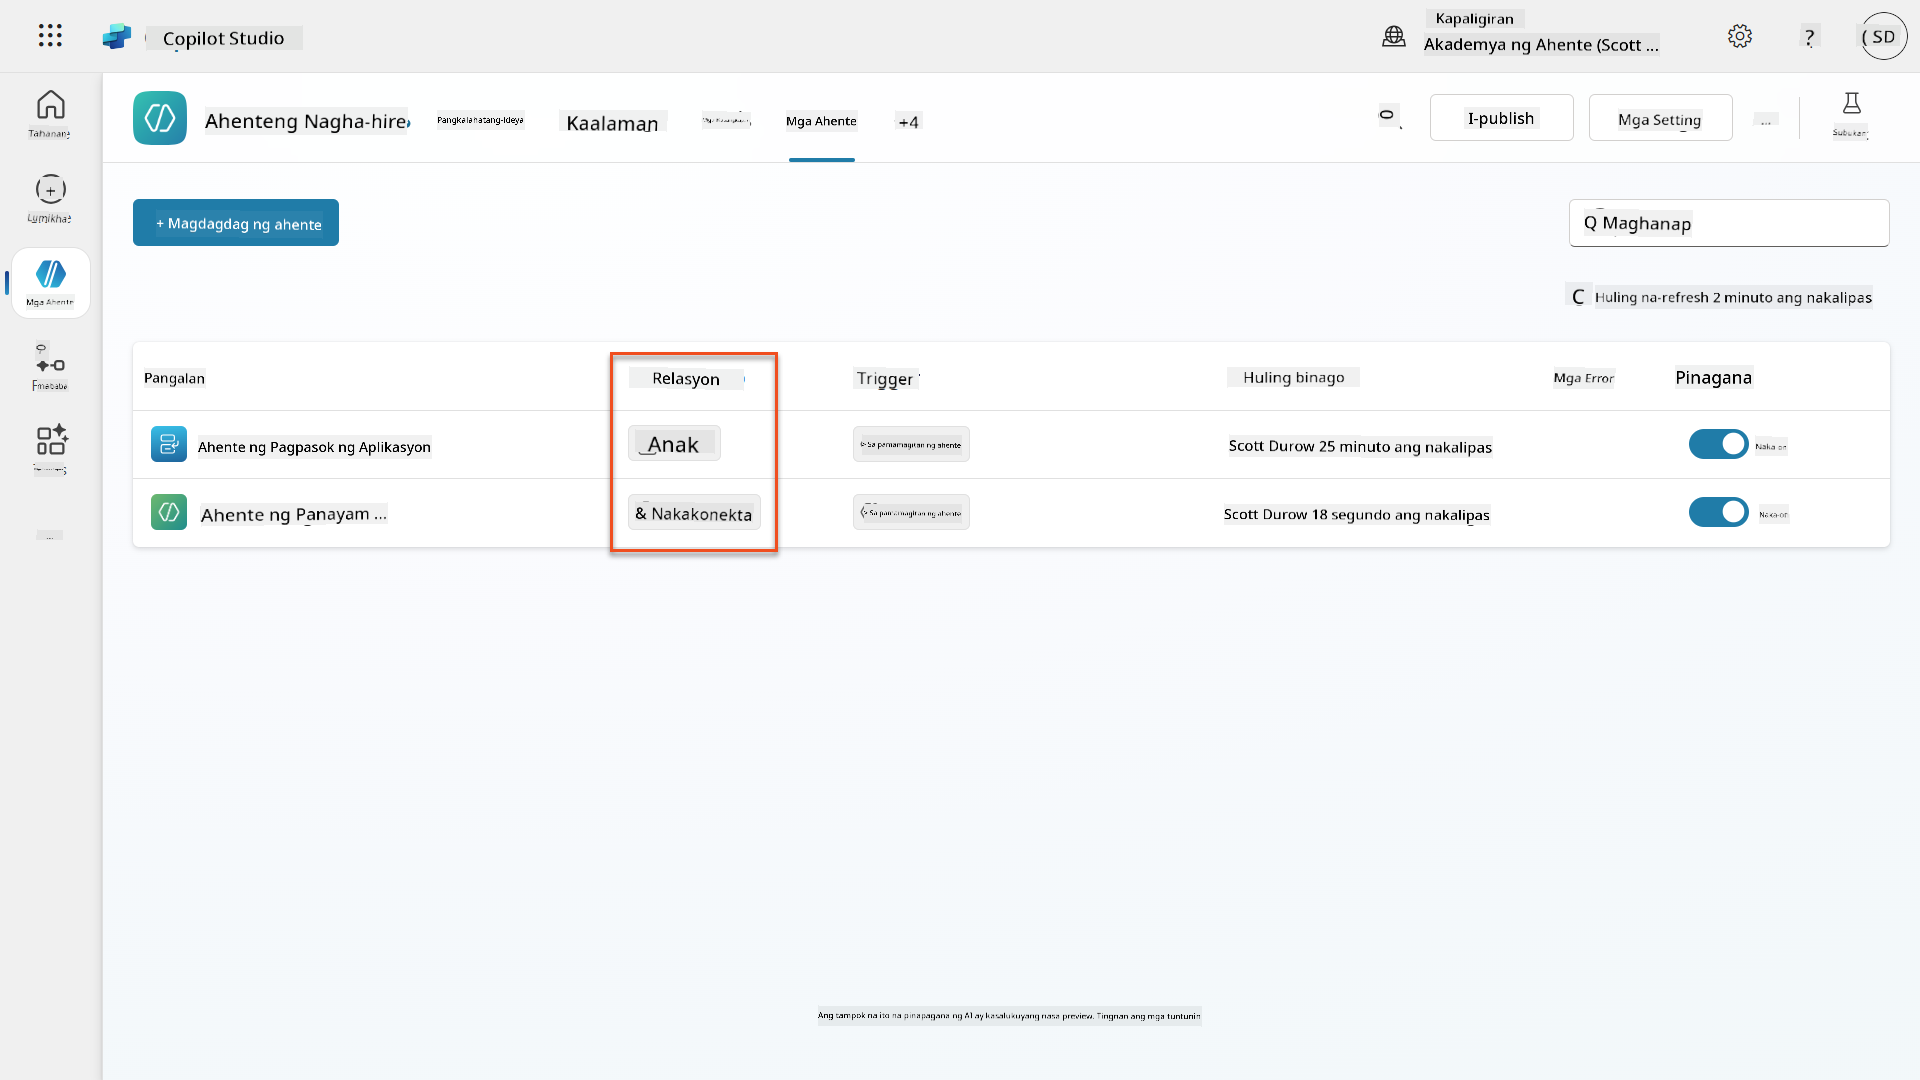 Copilot Studio
Kapaligiran
Akademya ng Ahente (Scott ...
?
SD
Tahanan
Ahenteng Nagha-hire
Pangkalahatang-ideya
Kaalaman
Mga Ahente
+4
I-publish
Mga Setting
...
Subukan
Lumikha
+ Magdagdag ng ahente
Q Maghanap
Mga Ahente
C Huling na-refresh 2 minuto ang nakalipas
Pangalan
Relasyon
Trigger
Huling binago
Mga Error
Pinagana
Ahente ng Pagpasok ng Aplikasyon
Anak
Sa pamamagitan ng ahente
Scott Durow 25 minuto ang nakalipas
Naka-on
Ahente ng Panayam ...
& Nakakonekta
Sa pamamagitan ng ahente
Scott Durow 18 segundo ang nakalipas
Naka-on
...
Ang tampok na ito na pinapagana ng AI ay kasalukuyang nasa preview. Tingnan ang mga tuntunin